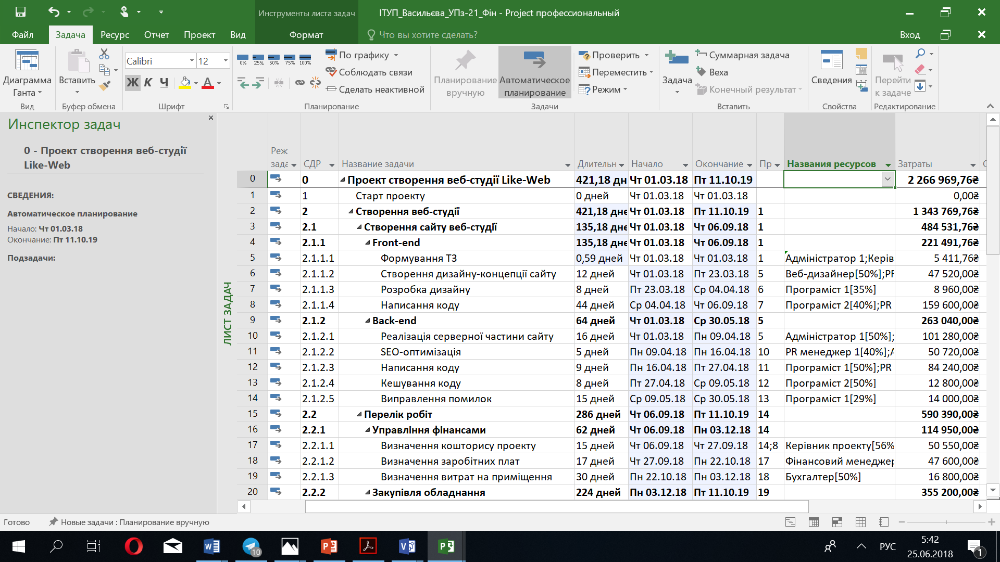 Инструменты листа задач
ІТУП_Васильєва_УПз-21_Фін - Project профессиональный
Файл Задача Ресурс Отчет Проект Вид Формат Что вы хотите сделать? Вход
Диаграмма Ганта
Вид
Вставить
Буфер обмена
Calibri 12
Ж К Ч А
Шрифт
0% 25% 50% 75% 100%
По графику
Соблюдать связи
Сделать неактивной
Планирование
Планирование вручную
Автоматическое планирование
Проверить
Переместить
Режим
Задачи
Задача
Суммарная задача
Веха
Конечный результат
Вставить
Сведения
Свойства
Перейти к задаче
Редактирование
Инспектор задач
0 - Проект створення веб-студії
Like-Web
СВЕДЕНИЯ:
Автоматическое планирование
Начало: Чт 01.03.18
Окончание: Пт 11.10.19
Подзадачи:
ЛИСТ ЗАДАЧ
Реж
зада СДР Название задачи Длительн Начало Окончание Пр Названия ресурсов Затраты
0 0 Проект створення веб-студії Like-Web 421,18 дн Чт 01.03.18 Пт 11.10.19 2 266 969,76₴
1 1 Старт проекту 0 дней Чт 01.03.18 Чт 01.03.18 0,00₴
2 2 Створення веб-студії 421,18 дне Чт 01.03.18 Пт 11.10.19 1 1 343 769,76₴
3 2.1 Створення сайту веб-студії 135,18 дне Чт 01.03.18 Чт 06.09.18 1 484 531,76₴
4 2.1.1 Front-end 135,18 дне Чт 01.03.18 Чт 06.09.18 1 221 491,76₴
5 2.1.1.1 Формування ТЗ 0,59 дней Чт 01.03.18 Чт 01.03.18 1 Адміністратор 1;Керів 5 411,76₴
6 2.1.1.2 Створення дизайну-концепції сайту 12 дней Чт 01.03.18 Пт 23.03.18 5 Веб-дизайнер[50%];PR 47 520,00₴
7 2.1.1.3 Розробка дизайну 8 дней Пт 23.03.18 Ср 04.04.18 6 Програміст 1[35%] 8 960,00₴
8 2.1.1.4 Написання коду 44 дней Ср 04.04.18 Чт 06.09.18 7 Програміст 2[40%];PR 159 600,00₴
9 2.1.2 Back-end 64 дней Чт 01.03.18 Ср 30.05.18 5 263 040,00₴
10 2.1.2.1 Реалізація серверної частини сайту 16 дней Чт 01.03.18 Пн 09.04.18 5 Адміністратор 1[50%]; 101 280,00₴
11 2.1.2.2 SEO-оптимізація 5 дней Пн 09.04.18 Пн 16.04.18 10 PR менеджер 1[40%];А 50 720,00₴
12 2.1.2.3 Написання коду 9 дней Пн 16.04.18 Пт 27.04.18 11 Програміст 1[50%];PR 84 240,00₴
13 2.1.2.4 Кешування коду 8 дней Пт 27.04.18 Ср 09.05.18 12 Програміст 2[50%] 12 800,00₴
14 2.1.2.5 Виправлення помилок 15 дней Ср 09.05.18 Ср 30.05.18 13 Програміст 1[29%] 14 000,00₴
15 2.2 Перелік робіт 286 дней Чт 06.09.18 Пт 11.10.19 14 590 390,00₴
16 2.2.1 Управління фінансами 62 дней Чт 06.09.18 Пн 03.12.18 14 114 950,00₴
17 2.2.1.1 Визначення кошторису проекту 15 дней Чт 06.09.18 Чт 27.09.18 14;8 Керівник проекту[56% 50 550,00₴
18 2.2.1.2 Визначення заробітних плат 17 дней Чт 27.09.18 Пн 22.10.18 17 Фінансовий менеджер 47 600,00₴
19 2.2.1.3 Визначення витрат на приміщення 30 дней Пн 22.10.18 Пн 03.12.18 18 Бухгалтер[50%] 16 800,00₴
20 2.2.2 Закупівля обладнання 224 дней Пн 03.12.18 Пт 11.10.19 19 355 200,00₴
Готово Новые задачи : Планирование вручную
10
РУС
5:42
25.06.2018
1